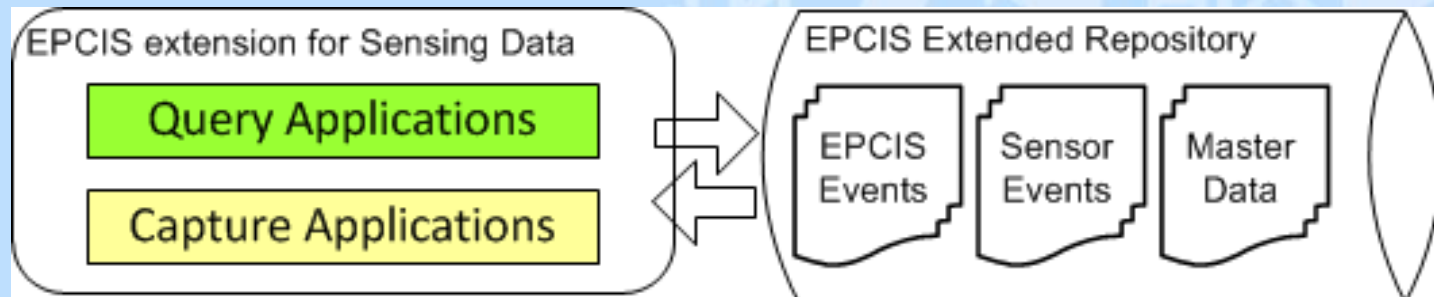 EPCIS extension for Sensing Data
Query Applications
Capture Applications
EPCIS Extended Repository
EPCIS
Events
Sensor
Events
Master
Data